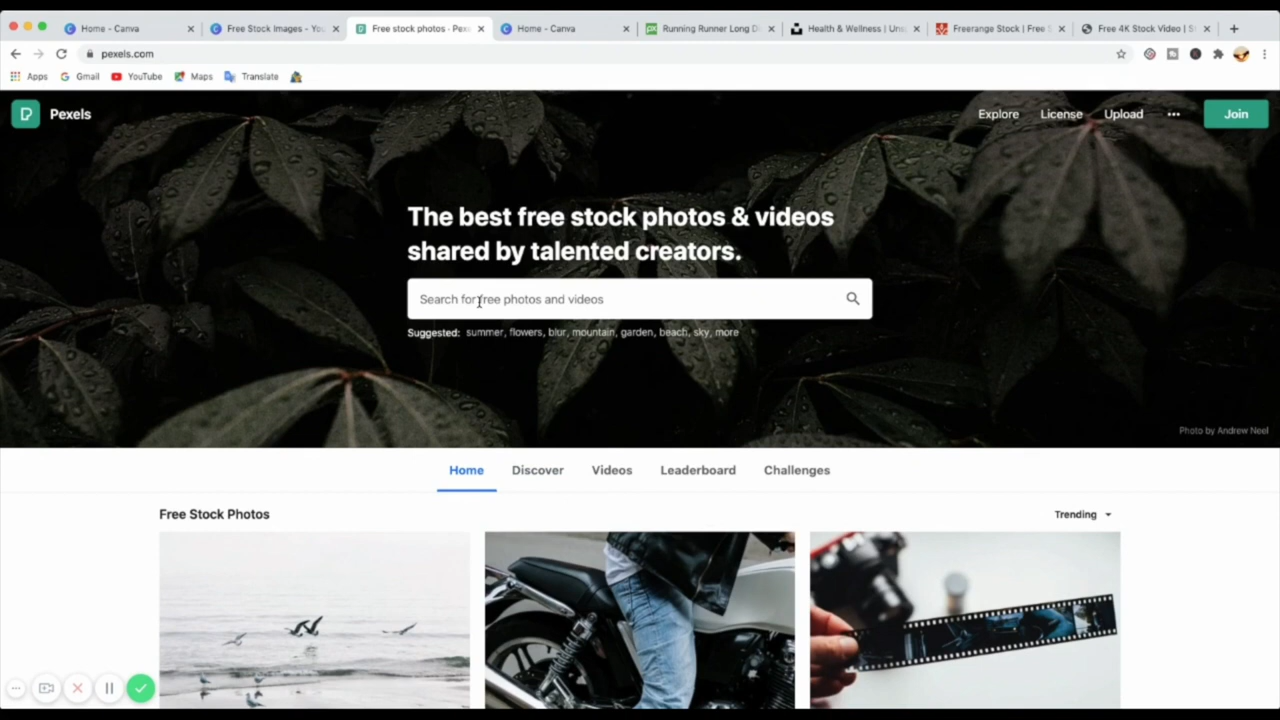 Home - Canva
Free Stock Images - Yo
Free stock photos · Pexe
Home - Canva
Running Runner Long D
Health & Wellness | Uns
Freerange Stock | Free S
Free 4K Stock Video | S
pexels.com
Apps
Gmail
YouTube
Maps
Translate
Pexels
Explore
License
Upload
Join
The best free stock photos & videos
shared by talented creators.
Search for free photos and videos
Suggested: summer, flowers, blur, mountain, garden, beach, sky, more
Photo by Andrew Neel
Home
Discover
Videos
Leaderboard
Challenges
Free Stock Photos
Trending